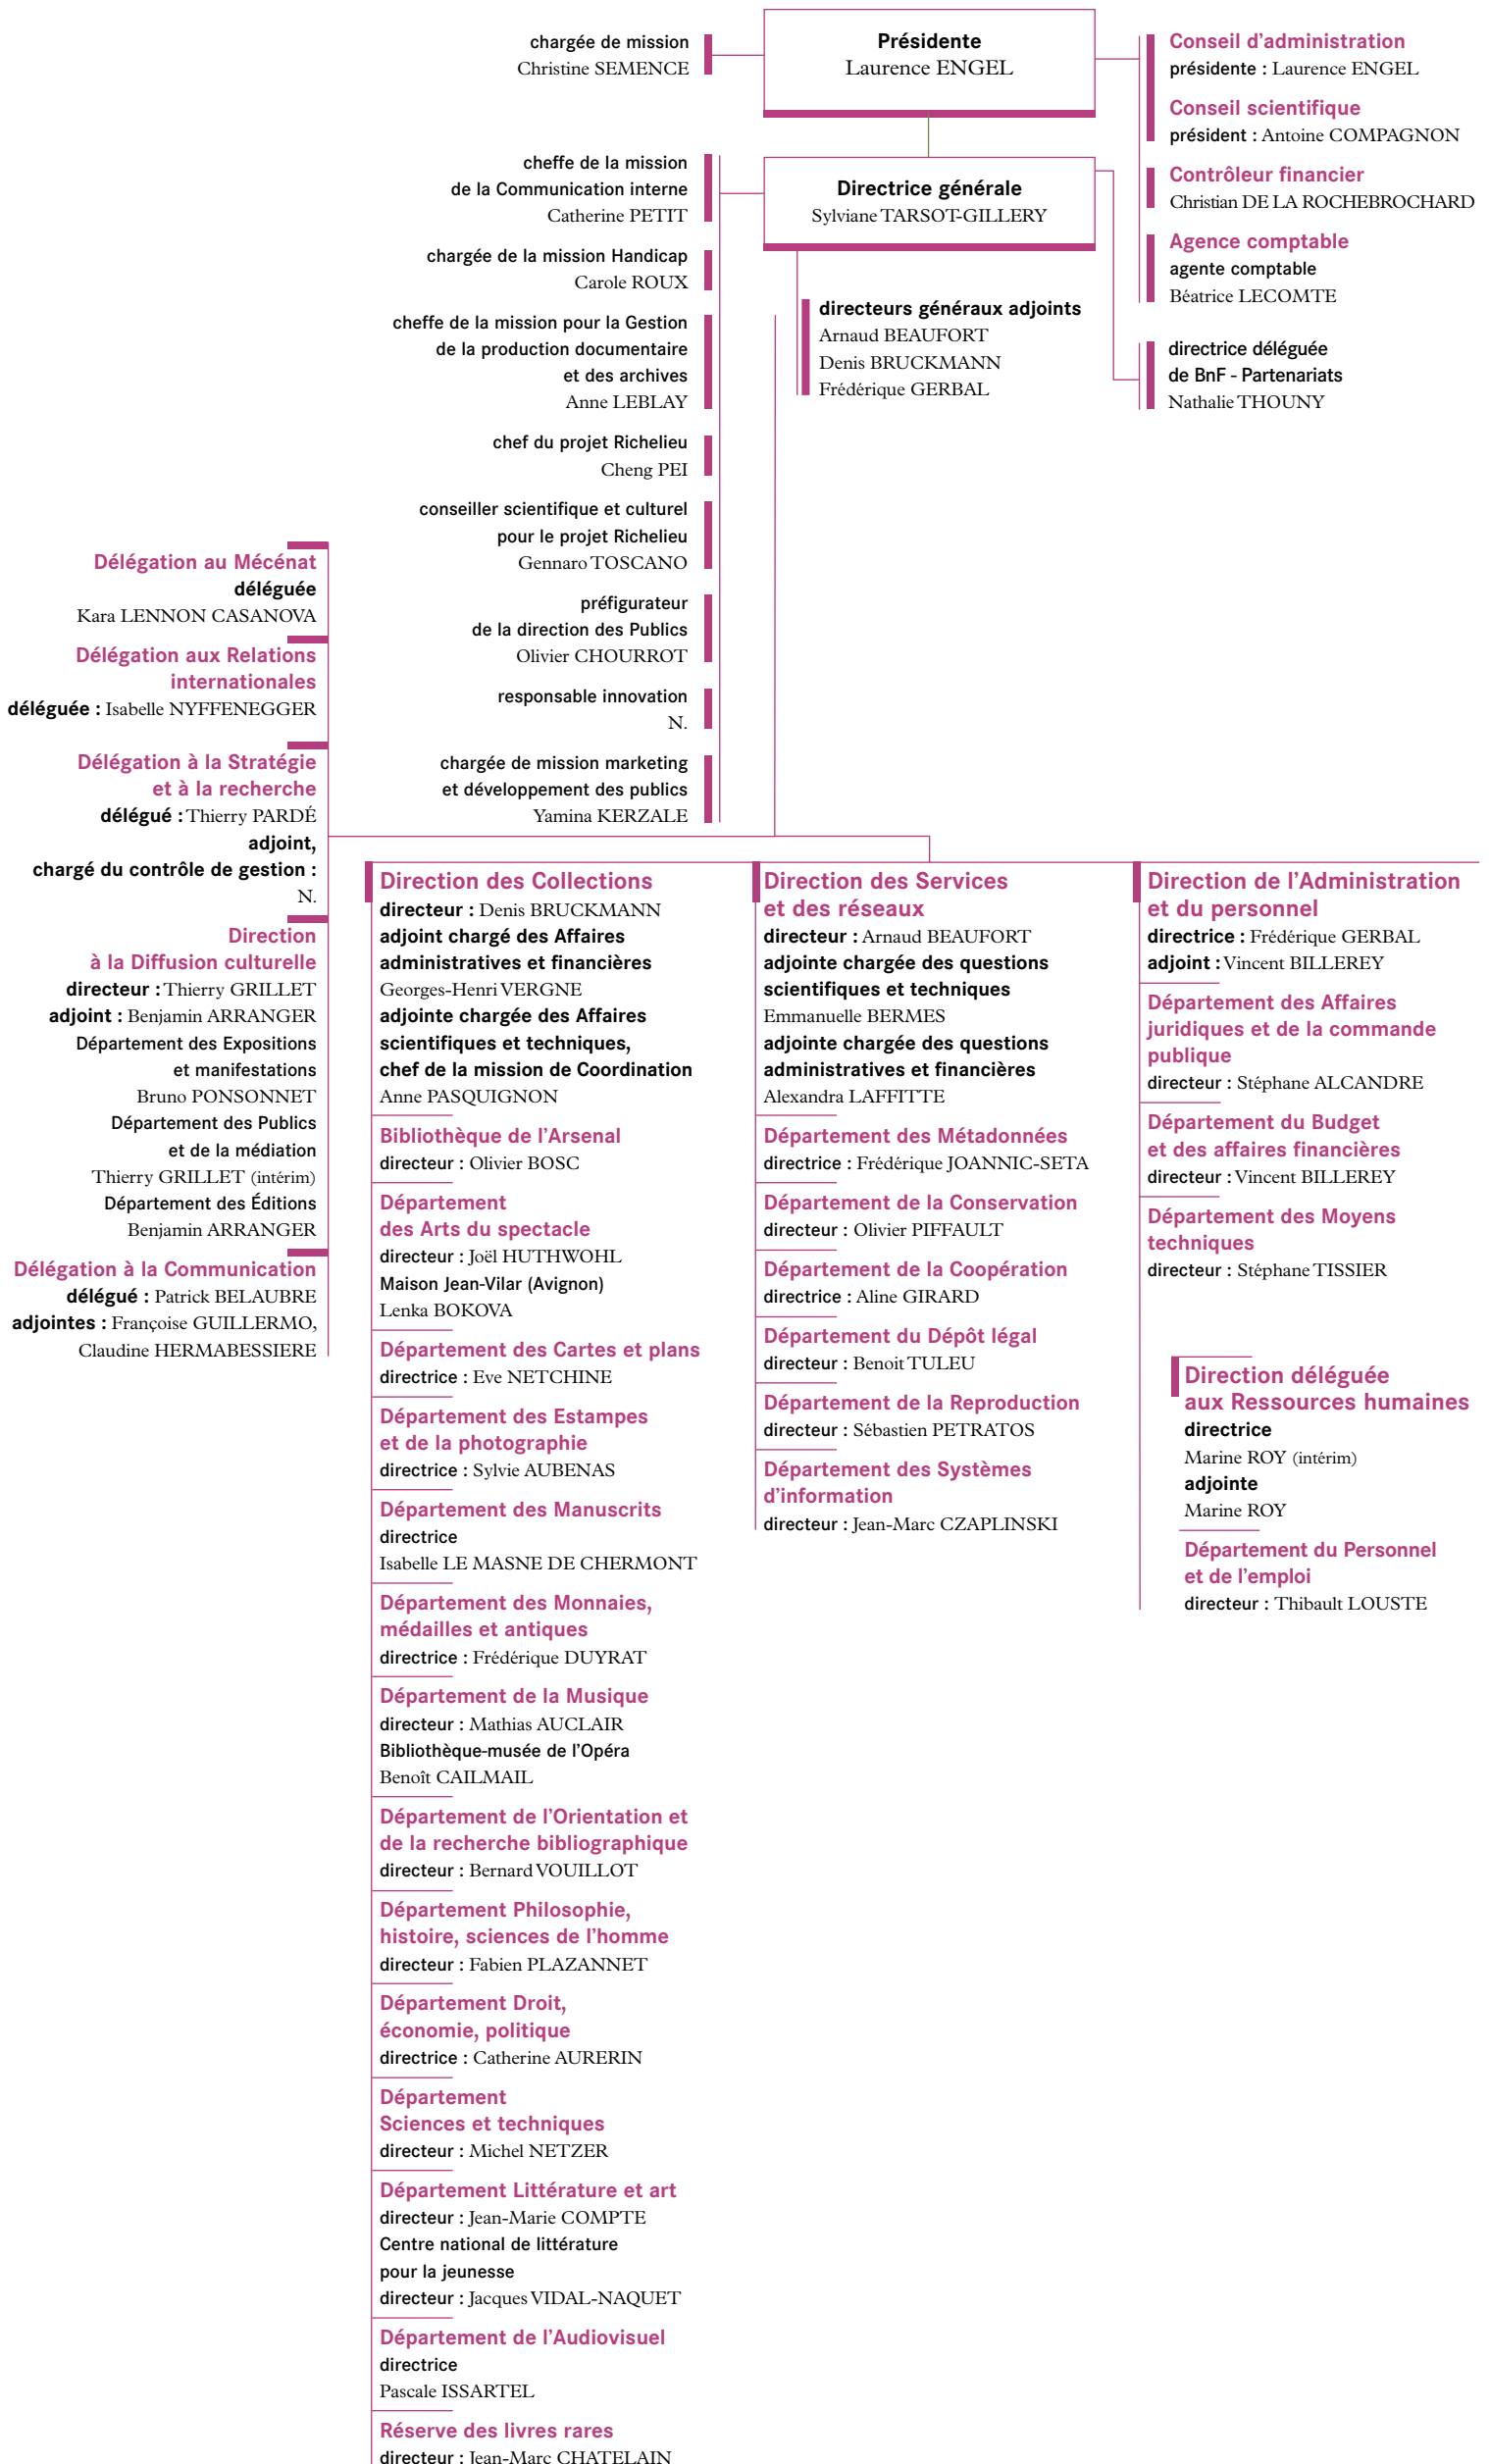 chargée de mission
Christine SEMENCE
Présidente
Laurence ENGEL
Conseil d'administration
présidente : Laurence ENGEL
Conseil scientifique
président : Antoine COMPAGNON
Contrôleur financier
Christian DE LA ROCHEBROCHARD
Agence comptable
agente comptable
Béatrice LECOMTE
directrice déléguée
de BnF - Partenariats
Nathalie THOUNY
Directrice générale
Sylviane TARSOT-GILLERY
directeurs généraux adjoints
Arnaud BEAUFORT
Denis BRUCKMANN
Frédérique GERBAL
cheffe de la mission
de la Communication interne
Catherine PETIT
chargée de la mission Handicap
Carole ROUX
cheffe de la mission pour la Gestion
de la production documentaire
et des archives
Anne LEBLAY
chef du projet Richelieu
Cheng PEI
conseiller scientifique et culturel
pour le projet Richelieu
Gennaro TOSCANO
préfigurateur
de la direction des Publics
Olivier CHOURROT
responsable innovation
N.
chargée de mission marketing
et développement des publics
Yamina KERZALE
Délégation au Mécénat
déléguée
Kara LENNON CASANOVA
Délégation aux Relations
internationales
déléguée : Isabelle NYFFENEGGER
Délégation à la Stratégie
et à la recherche
délégué : Thierry PARDÉ
adjoint,
chargé du contrôle de gestion :
N.
Direction
à la Diffusion culturelle
directeur : Thierry GRILLET
adjoint : Benjamin ARRANGER
Département des Expositions
et manifestations
Bruno PONSONNET
Département des Publics
et de la médiation
Thierry GRILLET (intérim)
Département des Éditions
Benjamin ARRANGER
Délégation à la Communication
délégué : Patrick BELAUBRE
adjointes : Françoise GUILLERMO,
Claudine HERMABESSIERE
Direction des Collections
directeur : Denis BRUCKMANN
adjoint chargé des Affaires
administratives et financières
Georges-Henri VERGNE
adjointe chargée des Affaires
scientifiques et techniques,
chef de la mission de Coordination
Anne PASQUIGNON
Bibliothèque de l'Arsenal
directeur : Olivier BOSC
Département
des Arts du spectacle
directeur : Joël HUTHWOHL
Maison Jean-Vilar (Avignon)
Lenka BOKOVA
Département des Cartes et plans
directrice : Eve NETCHINE
Département des Estampes
et de la photographie
directrice : Sylvie AUBENAS
Département des Manuscrits
directrice
Isabelle LE MASNE DE CHERMONT
Département des Monnaies,
médailles et antiques
directrice : Frédérique DUYRAT
Département de la Musique
directeur : Mathias AUCLAIR
Bibliothèque-musée de l'Opéra
Benoît CAILMAIL
Département de l'Orientation et
de la recherche bibliographique
directeur : Bernard VOUILLOT
Département Philosophie,
histoire, sciences de l'homme
directeur : Fabien PLAZANNET
Département Droit,
économie, politique
directrice : Catherine AURERIN
Département
Sciences et techniques
directeur : Michel NETZER
Département Littérature et art
directeur : Jean-Marie COMPTE
Centre national de littérature
pour la jeunesse
directeur : Jacques VIDAL-NAQUET
Département de l'Audiovisuel
directrice
Pascale ISSARTEL
Réserve des livres rares
directeur : Jean-Marc CHATELAIN
Direction des Services
et des réseaux
directeur : Arnaud BEAUFORT
adjointe chargée des questions
scientifiques et techniques
Emmanuelle BERMES
adjointe chargée des questions
administratives et financières
Alexandra LAFFITTE
Département des Métadonnées
directrice : Frédérique JOANNIC-SETA
Département de la Conservation
directeur : Olivier PIFFAULT
Département de la Coopération
directrice : Aline GIRARD
Département du Dépôt légal
directeur : Benoit TULEU
Département de la Reproduction
directeur : Sébastien PETRATOS
Département des Systèmes
d'information
directeur : Jean-Marc CZAPLINSKI
Direction de l'Administration
et du personnel
directrice : Frédérique GERBAL
adjoint : Vincent BILLEREY
Département des Affaires
juridiques et de la commande
publique
directeur : Stéphane ALCANDRE
Département du Budget
et des affaires financières
directeur : Vincent BILLEREY
Département des Moyens
techniques
directeur : Stéphane TISSIER
Direction déléguée
aux Ressources humaines
directrice
Marine ROY (intérim)
adjointe
Marine ROY
Département du Personnel
et de l'emploi
directeur : Thibault LOUSTE